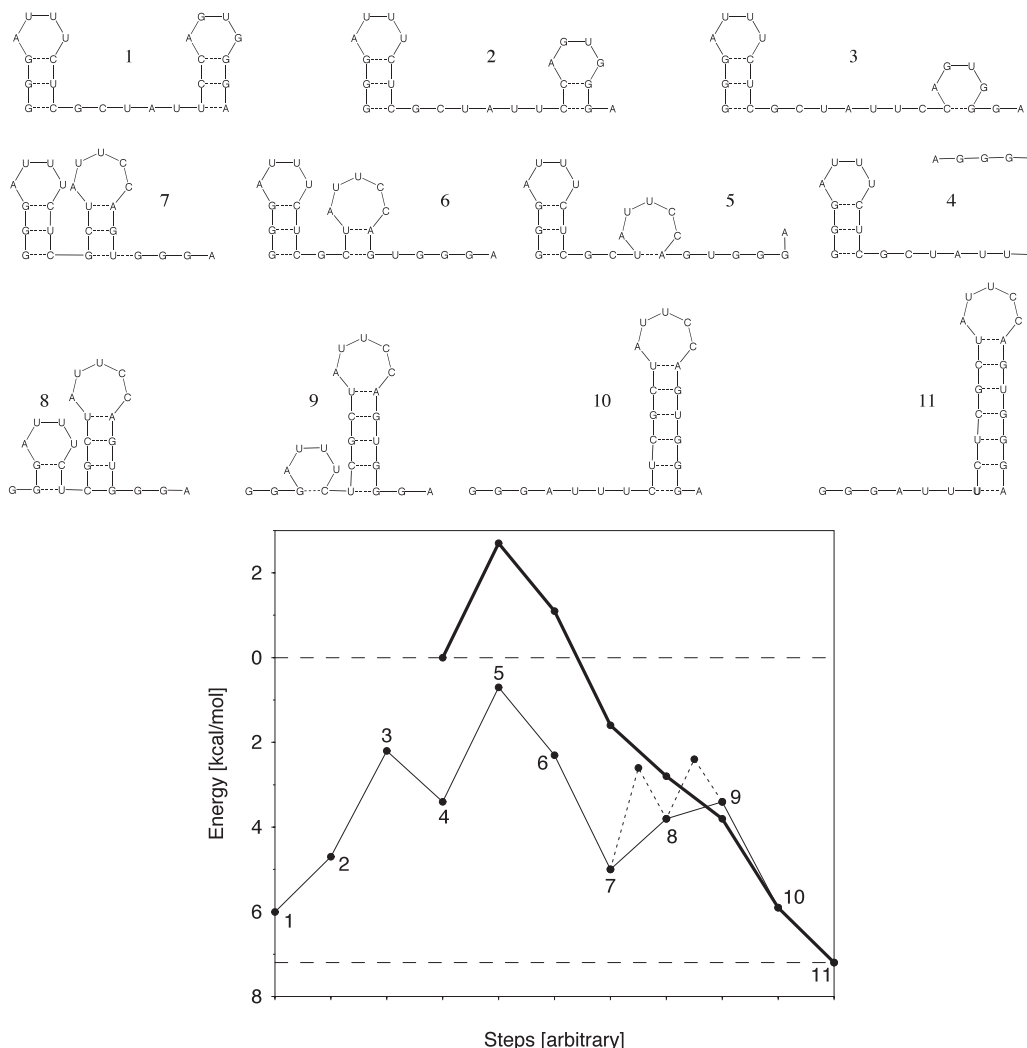 U U
A U
G C
G U
G C G C U A U U A
G U
A G
C G
C G
1
U U
A U
G C
G U
G C G C U A U U C G A
G U
A G
2
U U
A U
G C
G U
G C G C U A U U C C G G A
G U
A G
3
U U
A U
G C
G U
G C G U G G G A
U U C
A C
U A
C G
7
U U
A U
G C
G U
G C G C G U G G G A
U U C
A C
U A
6
U U
A U
G C
G U
G C G C U A G U G G G
U U C
A C
A
5
U U
A U
G C
G U
G C G C U A U U
A G G G
4
8
U U
A U
G C
G G U C G G G A
U U C
A C
U A
C G
G U
9
U U
A U
G G G C U G G A
U U C
A C
U A
C G
G U
C G
10
U U C
A C
U A
C G
G U
C G
U G
G G G A U U U C G A
11
U U C
A C
U A
C G
G U
C G
U G
C G
G G G A U U U U A
Energy [kcal/mol]
2
0
2
4
6
8
1
2
3
4
5
6
7
8
9
10
11
Steps [arbitrary]